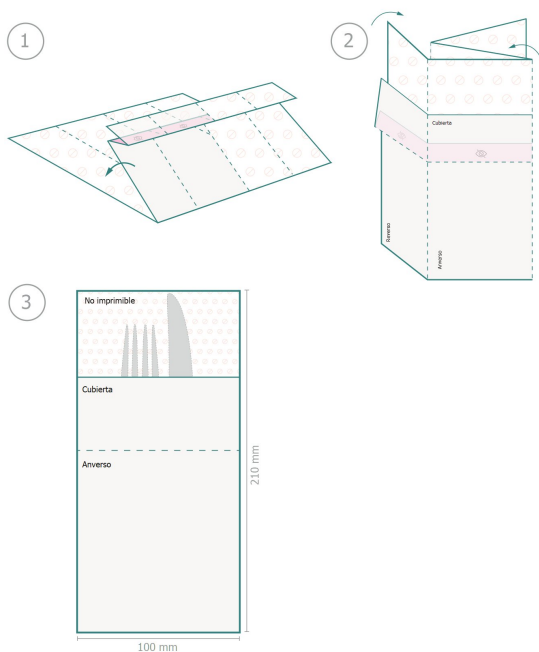 1
2
Cubierta
Reverso
Anverso
3
No imprimible
Cubierta
Anverso
210 mm
100 mm